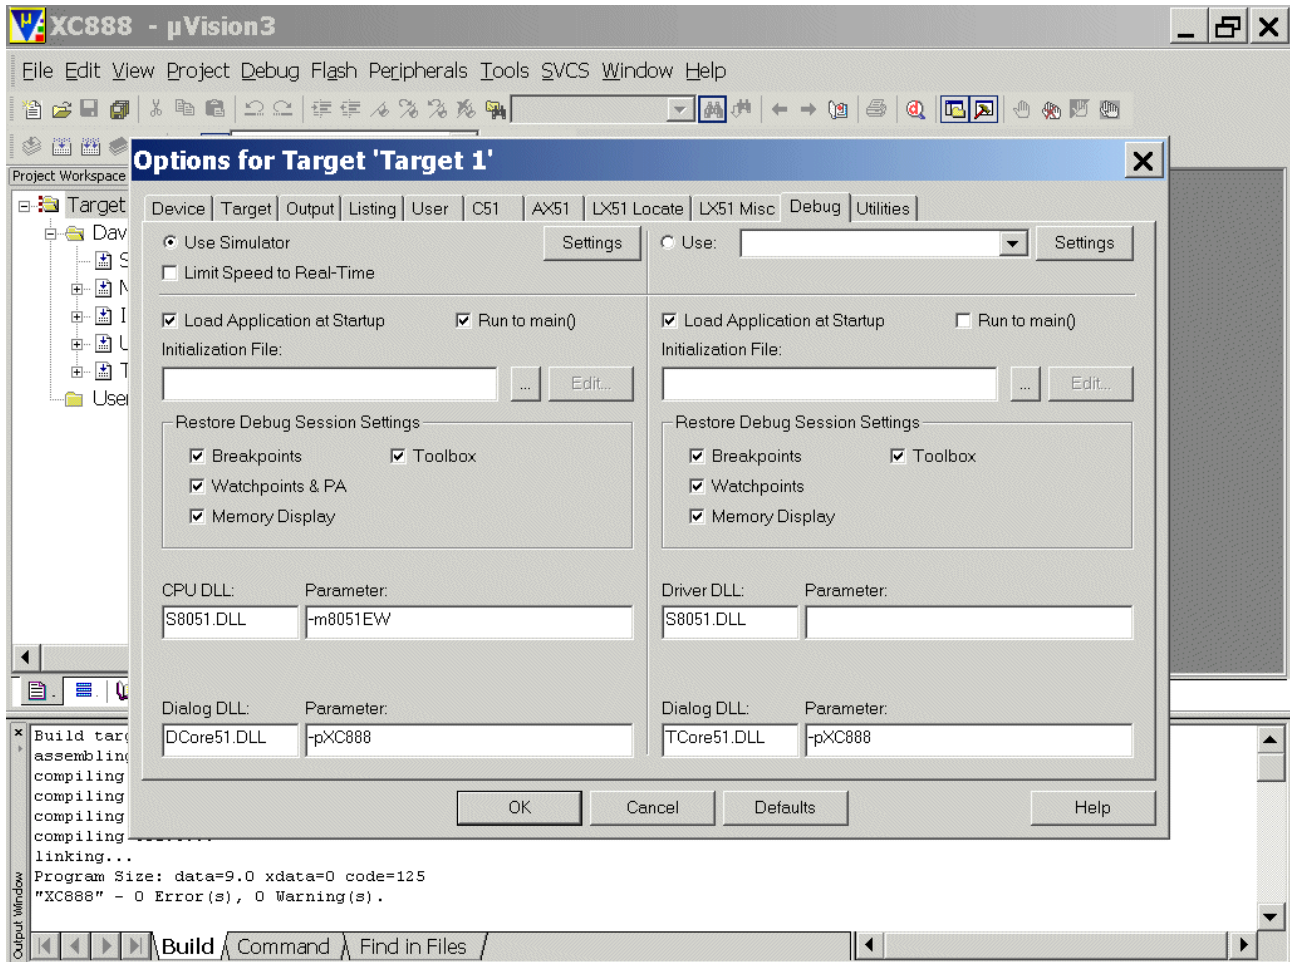 XC888 - µVision3
File Edit View Project Debug Flash Peripherals Tools SVCS Window Help
Options for Target 'Target 1'
Project Workspace
Target
Device Target Output Listing User C51 AX51 LX51 Locate LX51 Misc Debug Utilities
Dav
S
N
I
U
T
User
Use Simulator Settings Use: Settings
Limit Speed to Real-Time
Load Application at Startup Run to main() Load Application at Startup Run to main()
Initialization File: Initialization File:
... Edit... ... Edit...
Restore Debug Session Settings Restore Debug Session Settings
Breakpoints Toolbox Breakpoints Toolbox
Watchpoints & PA Watchpoints
Memory Display Memory Display
CPU DLL: Parameter: Driver DLL: Parameter:
S8051.DLL -m8051EW S8051.DLL
Dialog DLL: Parameter: Dialog DLL: Parameter:
DCore51.DLL -pXC888 TCore51.DLL -pXC888
OK Cancel Defaults Help
Build targ
assembling
compiling
compiling
compiling
compiling
linking...
Program Size: data=9.0 xdata=0 code=125
"XC888" - 0 Error(s), 0 Warning(s).
Output Window
Build Command Find in Files